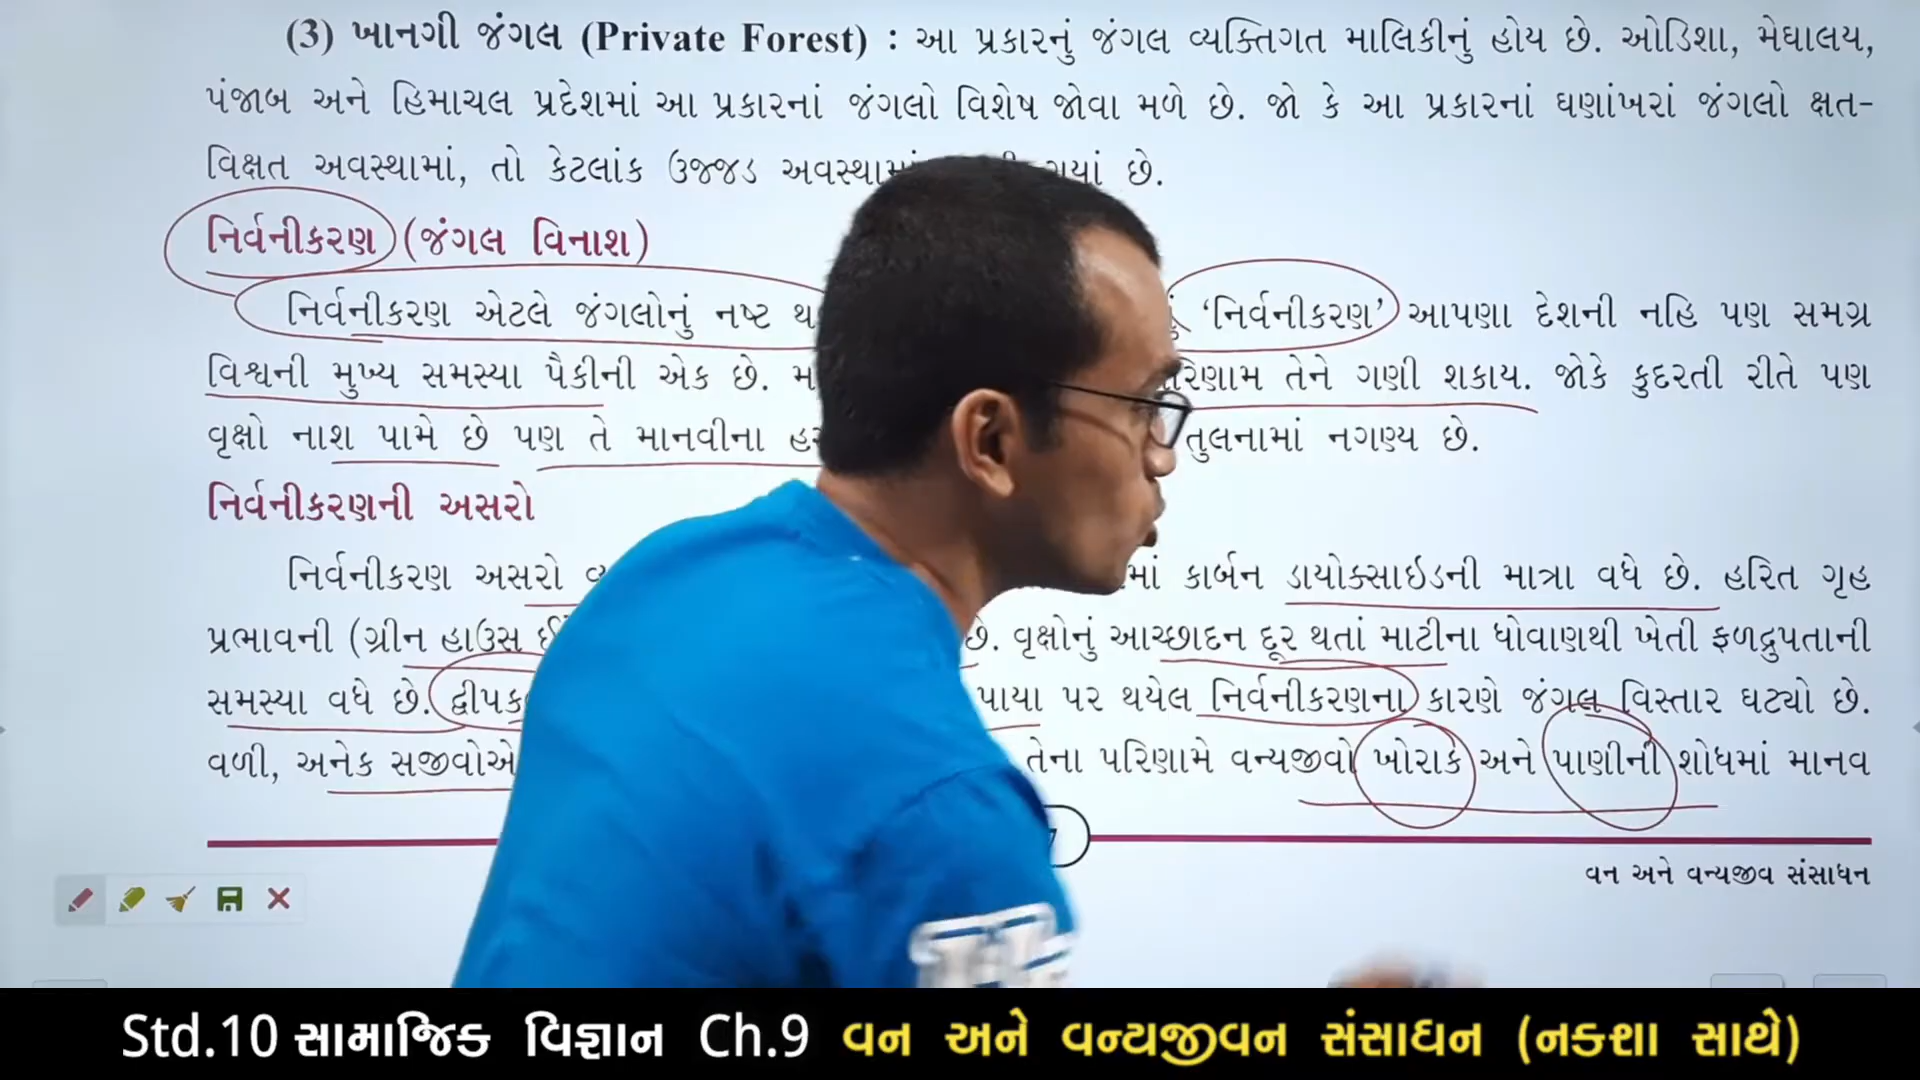 (3) ખાનગી જંગલ (Private Forest) : આ પ્રકારનું જંગલ વ્યક્તિગત માલિકીનું હોય છે. ઓડિશા, મેઘાલય,
પંજાબ અને હિમાચલ પ્રદેશમાં આ પ્રકારનાં જંગલો વિશેષ જોવા મળે છે. જો કે આ પ્રકારનાં ઘણાંખરાં જંગલો ક્ષત-
વિક્ષત અવસ્થામાં, તો કેટલાંક ઉજ્જડ છે.
નિર્વનીકરણ (જંગલ વિનાશ)
નિર્વનીકરણ એટલે જંગલોનું નષ્ટ ‘નિર્વનીકરણ’ આપણા દેશની નહિ પણ સમગ્ર
વિશ્વની મુખ્ય સમસ્યા પૈકીની એક છે. તેને ગણી શકાય. જોકે કુદરતી રીતે પણ
વૃક્ષો નાશ પામે છે પણ તે માનવીના તુલનામાં નગણ્ય છે.
નિર્વનીકરણની અસરો
નિર્વનીકરણ અસરો કાર્બન ડાયોક્સાઇડની માત્રા વધે છે. હરિત ગૃહ
પ્રભાવની (ગ્રીન હાઉસ છે. વૃક્ષોનું આચ્છાદન દૂર થતાં માટીના ધોવાણથી ખેતી ફળદ્રુપતાની
સમસ્યા વધે છે. પાયા પર થયેલ નિર્વનીકરણના કારણે જંગલ વિસ્તાર ઘટ્યો છે.
વળી, અનેક તેના પરિણામે વન્યજીવો ખોરાક અને પાણીની શોધમાં માનવ
વન અને વન્યજીવ સંસાધન
Std.10 સામાજિક વિજ્ઞાન Ch.9 વન અને વન્યજીવન સંસાધન (નકશા સાથે)